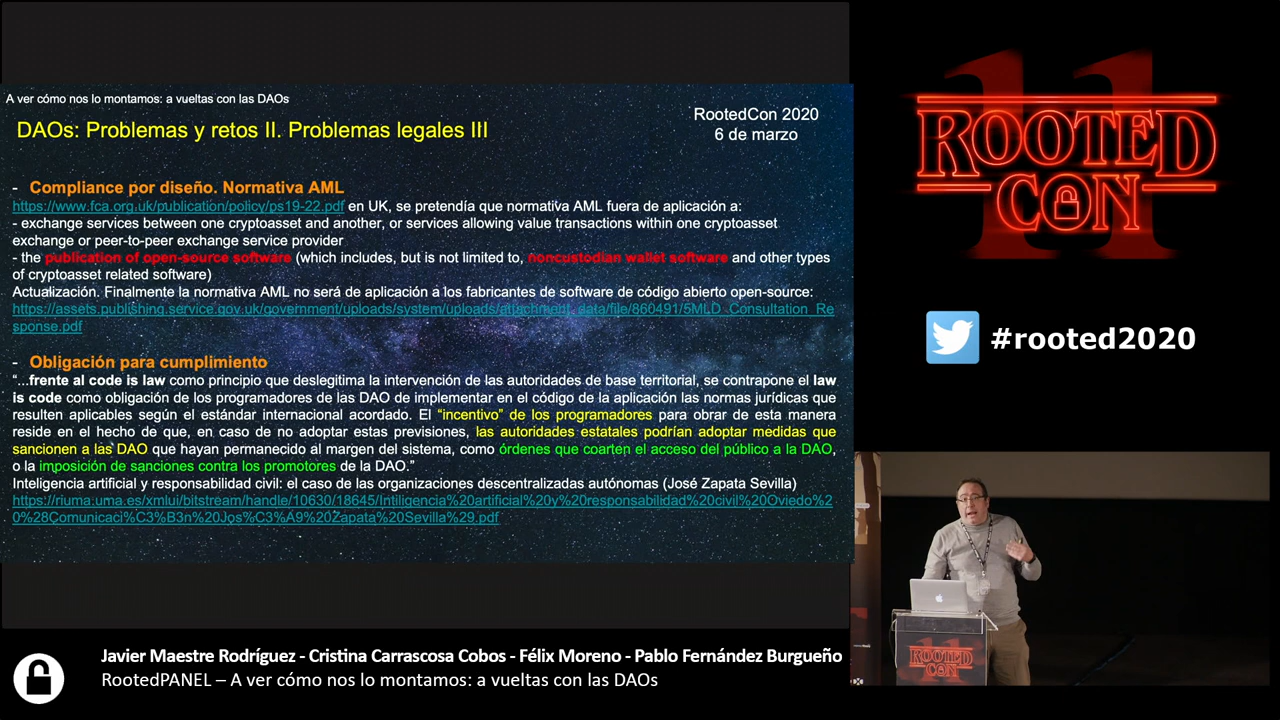 A ver cómo nos lo montamos: a vueltas con las DAOs
DAOs: Problemas y retos II. Problemas legales III
RootedCon 2020
6 de marzo
- Compliance por diseño. Normativa AML
https://www.fca.org.uk/publication/policy/ps19-22.pdf en UK, se pretendía que normativa AML fuera de aplicación a:
- exchange services between one cryptoasset and another, or services allowing value transactions within one cryptoasset
exchange or peer-to-peer exchange service provider
- the publication of open-source software (which includes, but is not limited to, noncustodian wallet software and other types
of cryptoasset related software)
Actualización. Finalmente la normativa AML no será de aplicación a los fabricantes de software de código abierto open-source:
https://assets.publishing.service.gov.uk/government/uploads/system/uploads/attachment_data/file/860491/5MLD_Consultation_Re
sponse.pdf
- Obligación para cumplimiento
“...frente al code is law como principio que deslegitima la intervención de las autoridades de base territorial, se contrapone el law
is code como obligación de los programadores de las DAO de implementar en el código de la aplicación las normas jurídicas que
resulten aplicables según el estándar internacional acordado. El “incentivo” de los programadores para obrar de esta manera
reside en el hecho de que, en caso de no adoptar estas previsiones, las autoridades estatales podrían adoptar medidas que
sancionen a las DAO que hayan permanecido al margen del sistema, como órdenes que coarten el acceso del público a la DAO,
o la imposición de sanciones contra los promotores de la DAO.”
Inteligencia artificial y responsabilidad civil: el caso de las organizaciones descentralizadas autónomas (José Zapata Sevilla)
https://riuma.uma.es/xmlui/bitstream/handle/10630/18645/Intiligencia%20artificial%20y%20responsabilidad%20civil%20Oviedo%2
0%28Comunicaci%C3%B3n%20Jos%C3%A9%20Zapata%20Sevilla%29.pdf
11
ROOTED
CON
#rooted2020
11
ROOTED
CON
Javier Maestre Rodríguez - Cristina Carrascosa Cobos - Félix Moreno - Pablo Fernández Burgueño
RootedPANEL – A ver cómo nos lo montamos: a vueltas con las DAOs